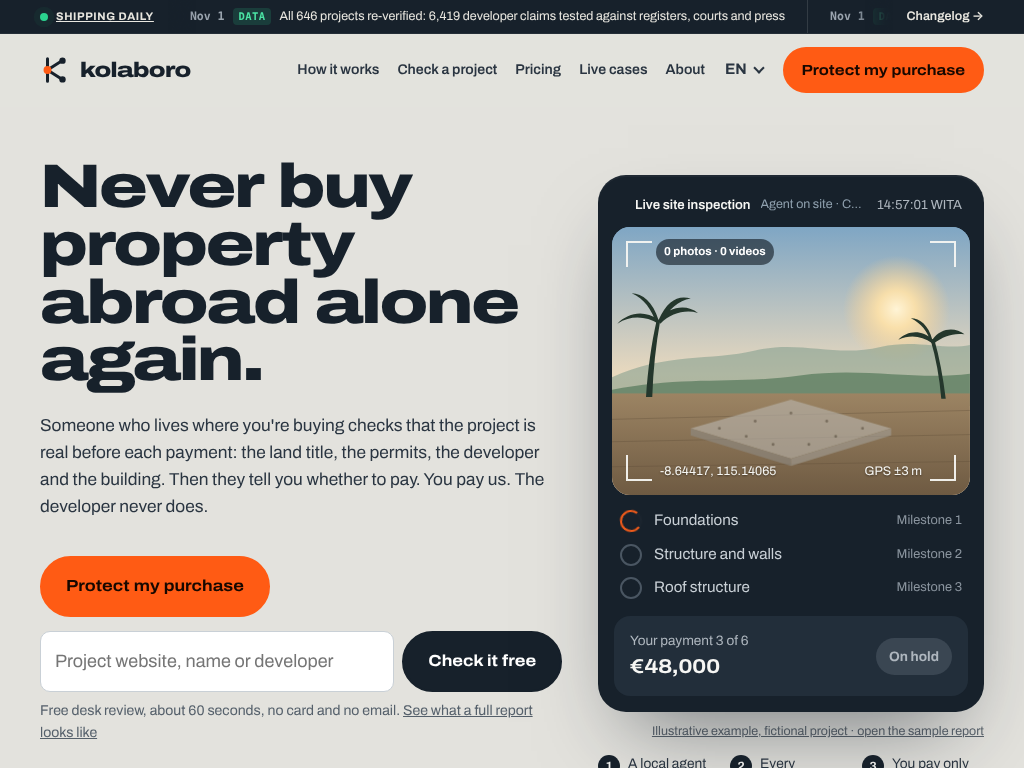 SHIPPING DAILY
Nov 1 DATA All 646 projects re-verified: 6,419 developer claims tested against registers, courts and press
Nov 1
Changelog →
kolaboro
How it works
Check a project
Pricing
Live cases
About
EN
Protect my purchase
Never buy
property
abroad alone
again.
Someone who lives where you're buying checks that the project is
real before each payment: the land title, the permits, the developer
and the building. Then they tell you whether to pay. You pay us. The
developer never does.
Protect my purchase
Project website, name or developer
Check it free
Free desk review, about 60 seconds, no card and no email. See what a full report
looks like
Live site inspection Agent on site · C... 14:57:01 WITA
0 photos · 0 videos
-8.64417, 115.14065
GPS ±3 m
Foundations Milestone 1
Structure and walls Milestone 2
Roof structure Milestone 3
Your payment 3 of 6
€48,000
On hold
Illustrative example, fictional project · open the sample report
1 A local agent
2 Every
3 You pay only